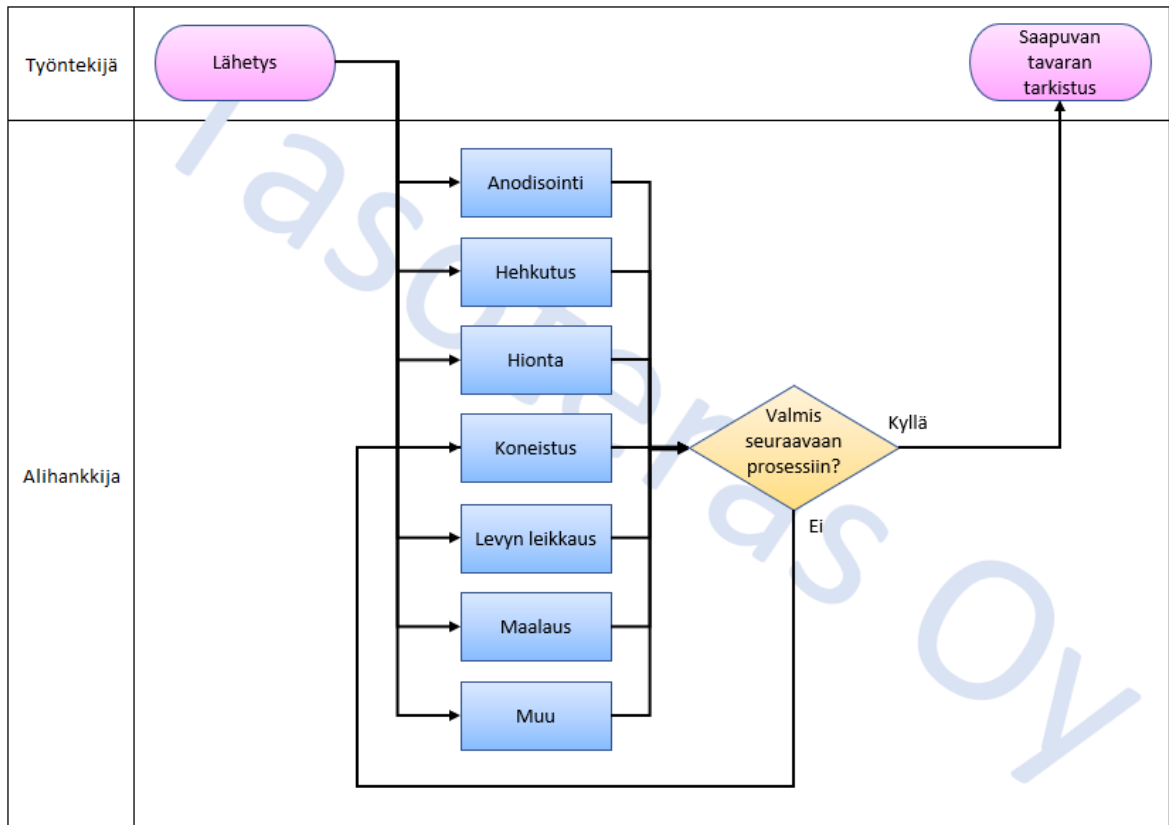 Työntekijä
Lähetys
Saapuvan
tavaran
tarkistus
Alihankkija
Anodisointi
Hehkutus
Hionta
Koneistus
Levyn leikkaus
Maalaus
Muu
Valmis
seuraavaan
prosessiin?
Kyllä
Ei
Tasoteräs Oy